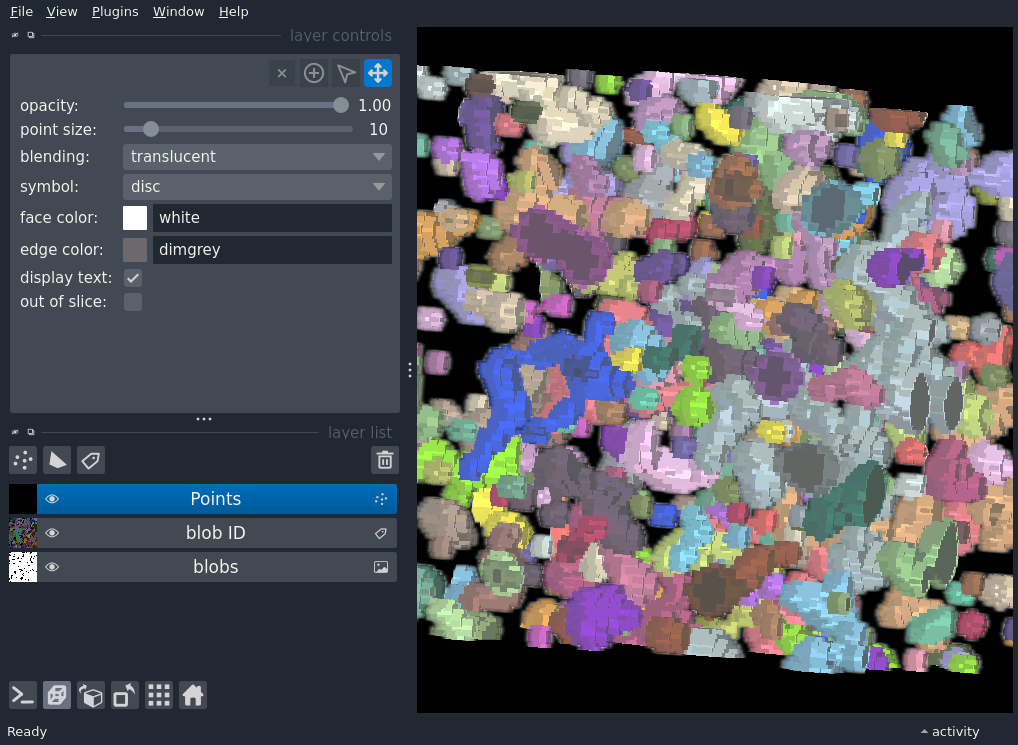 File View Plugins Window Help
layer controls
opacity: 1.00
point size: 10
blending: translucent
symbol: disc
face color: white
edge color: dimgrey
display text:
out of slice:
layer list
Points
blob ID
blobs
Ready activity